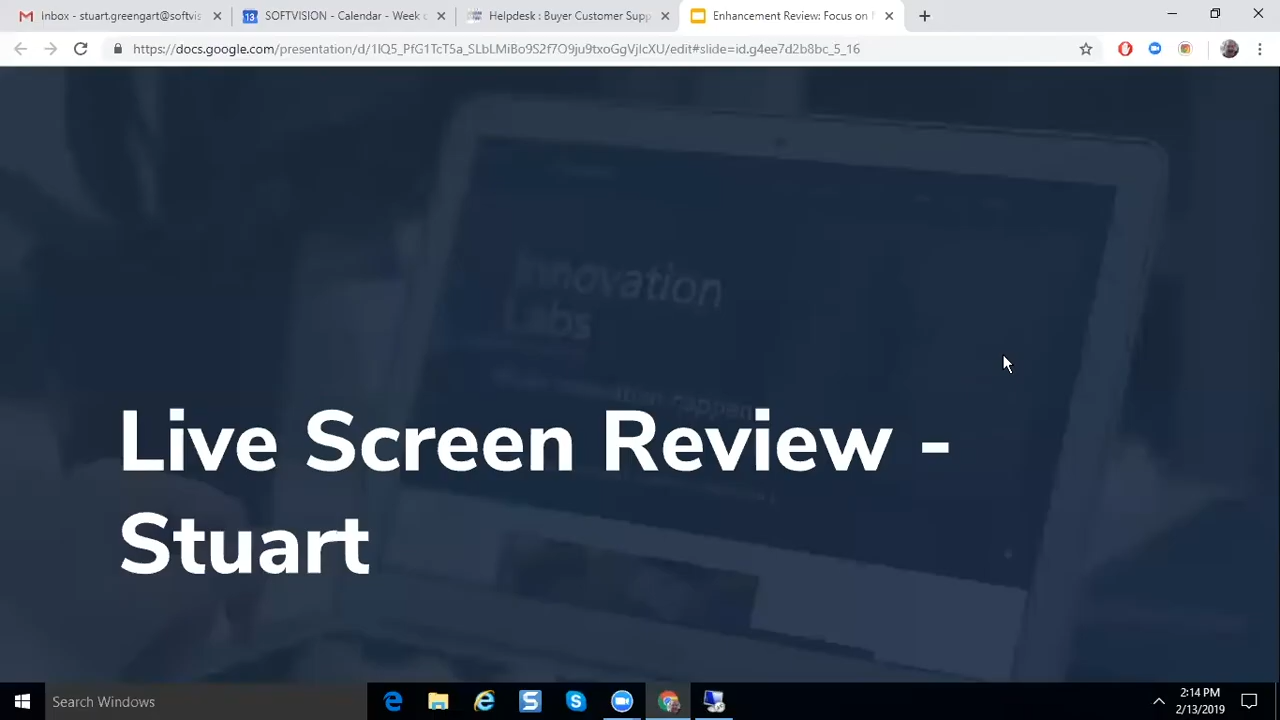 inbox - stuart.greengart@softvis
SOFTVISION - Calendar - Week
Helpdesk : Buyer Customer Supp
Enhancement Review: Focus on
https://docs.google.com/presentation/d/1IQ5_PfG1TcT5a_SLbLMiBo9S2f7O9ju9txoGgVjlcXU/edit#slide=id.g4ee7d2b8bc_5_16
Innovation
Labs
Live Screen Review -
Stuart
Search Windows
2:14 PM
2/13/2019